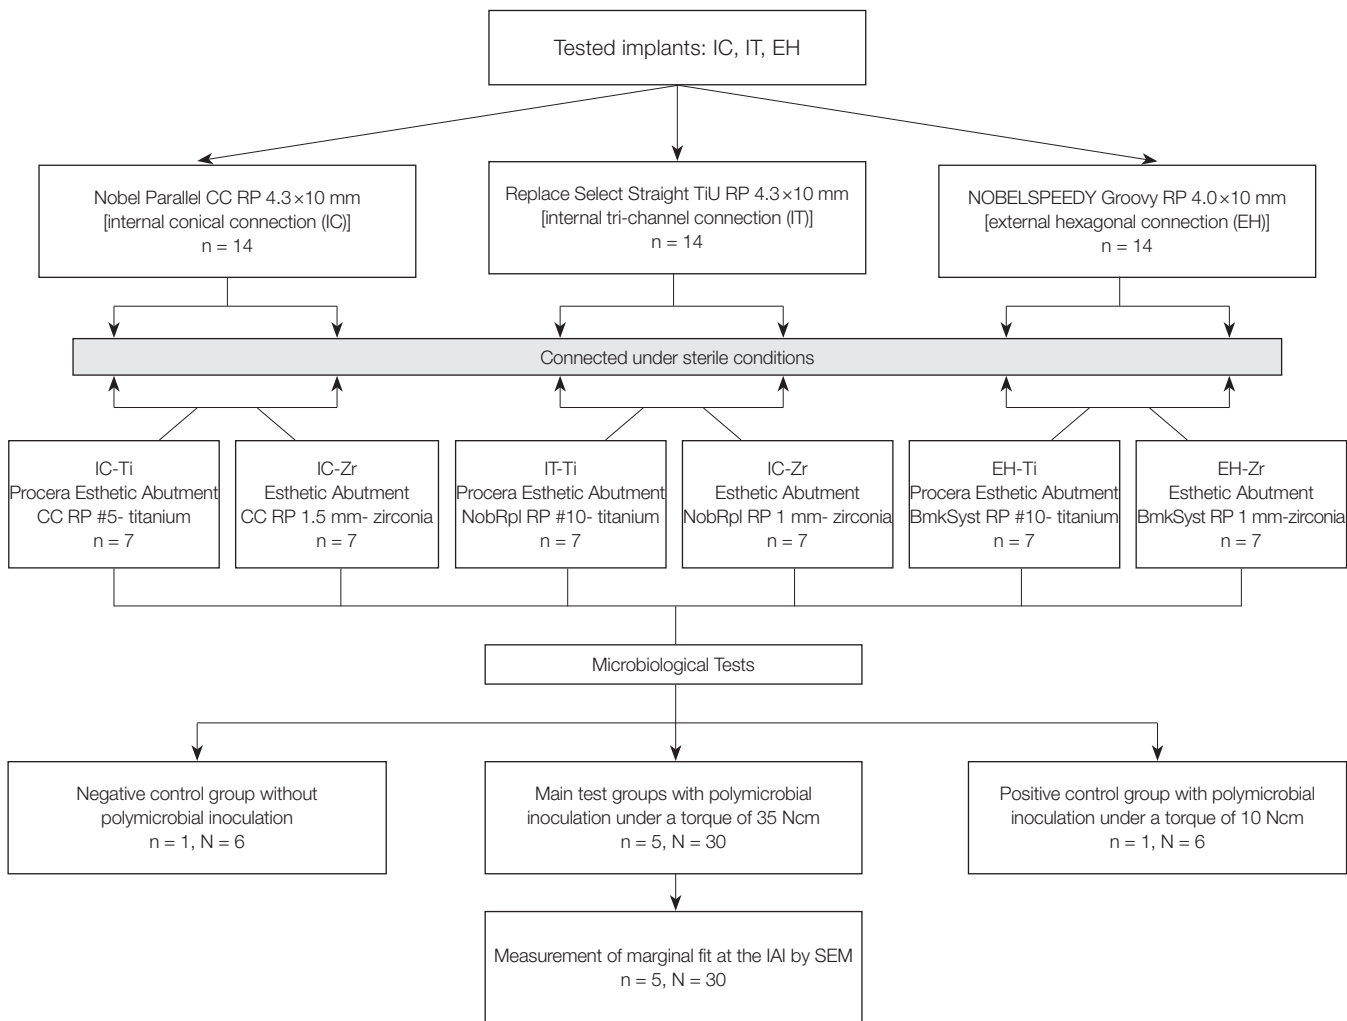 Tested implants: IC, IT, EH
Nobel Parallel CC RP 4.3×10 mm
[internal conical connection (IC)]
n = 14
Replace Select Straight TiU RP 4.3×10 mm
[internal tri-channel connection (IT)]
n = 14
NOBELSPEEDY Groovy RP 4.0×10 mm
[external hexagonal connection (EH)]
n = 14
Connected under sterile conditions
IC-Ti
Procera Esthetic Abutment
CC RP #5- titanium
n = 7
IC-Zr
Esthetic Abutment
CC RP 1.5 mm- zirconia
n = 7
IT-Ti
Procera Esthetic Abutment
NobRpl RP #10- titanium
n = 7
IC-Zr
Esthetic Abutment
NobRpl RP 1 mm- zirconia
n = 7
EH-Ti
Procera Esthetic Abutment
BmkSyst RP #10- titanium
n = 7
EH-Zr
Esthetic Abutment
BmkSyst RP 1 mm-zirconia
n = 7
Microbiological Tests
Negative control group without
polymicrobial inoculation
n = 1, N = 6
Main test groups with polymicrobial
inoculation under a torque of 35 Ncm
n = 5, N = 30
Positive control group with polymicrobial
inoculation under a torque of 10 Ncm
n = 1, N = 6
Measurement of marginal fit at the IAI by SEM
n = 5, N = 30